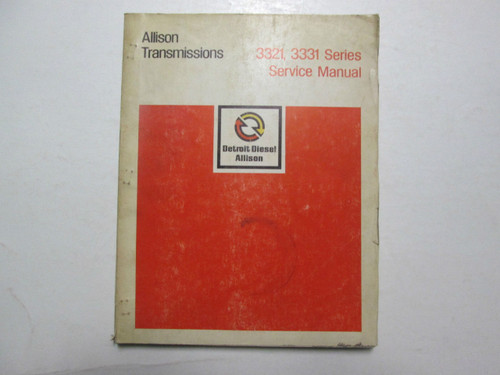 Allison
Transmissions
3321, 3331 Series
Service Manual
Detroit Diesel
Allison